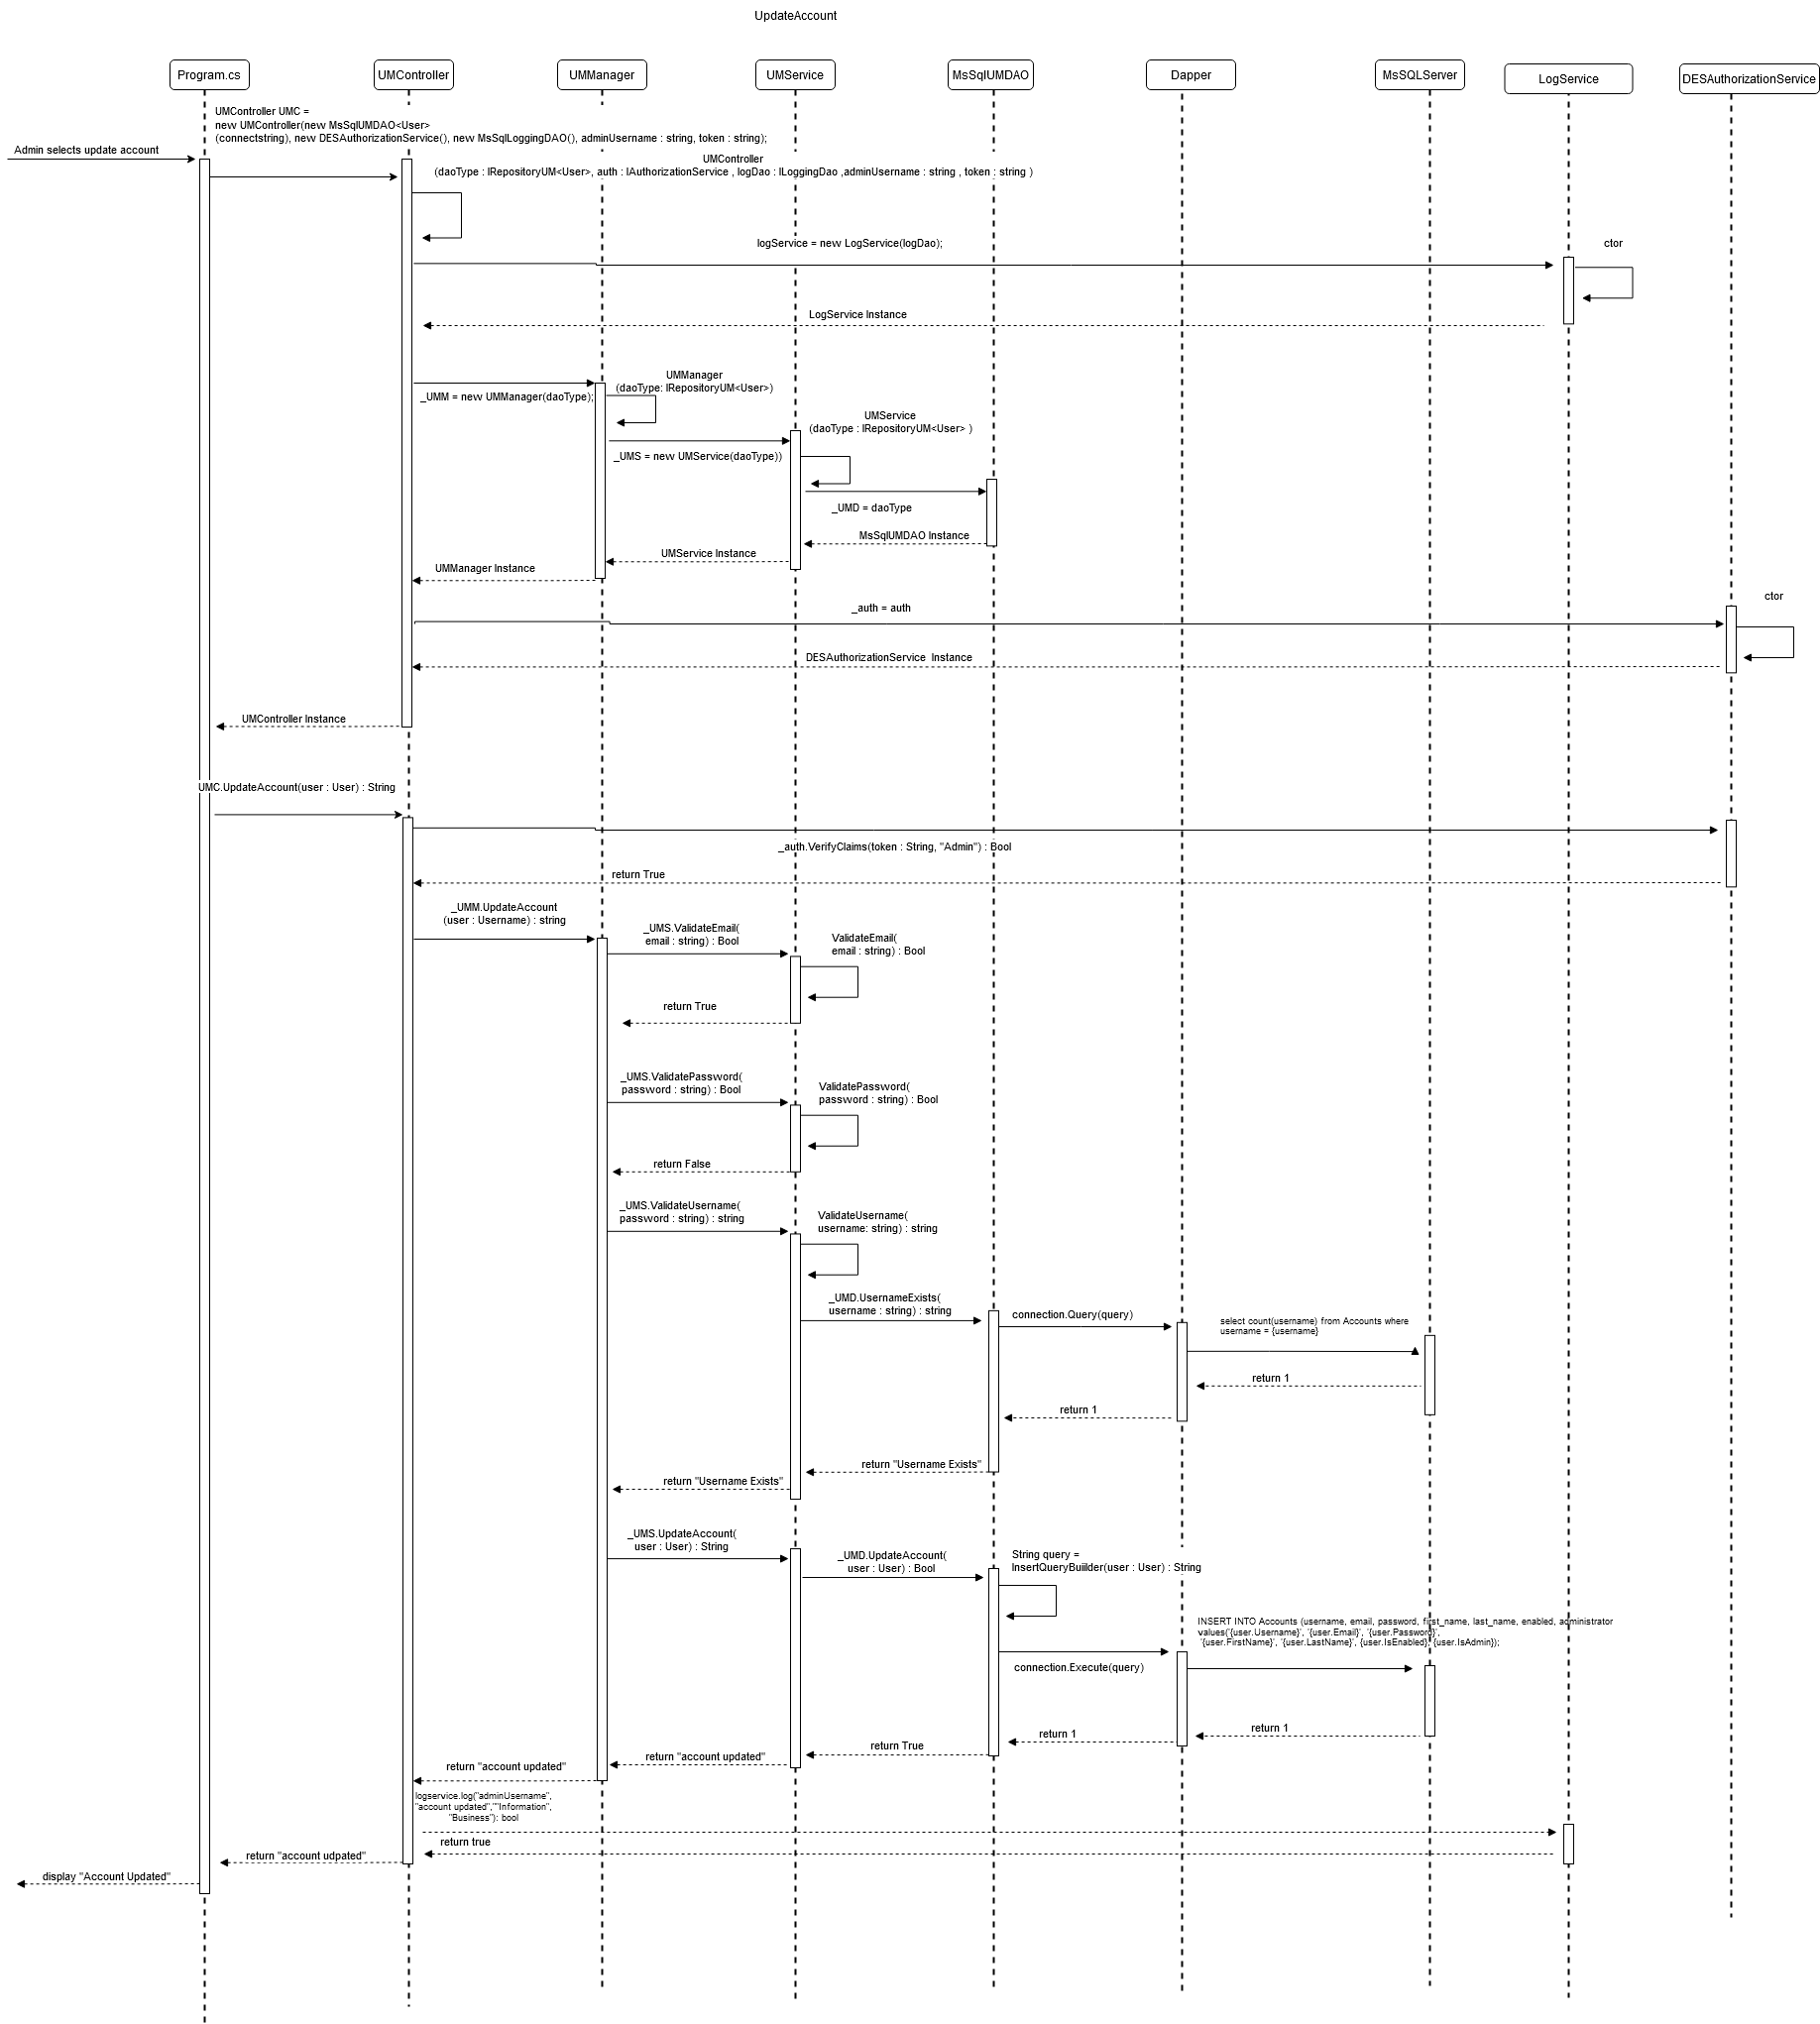 UpdateAccount
Program.cs
UMController
UMManager
UMService
MsSqlUMDAO
Dapper
MsSQLServer
LogService
DESAuthorizationService
UMController UMC =
new UMController(new MsSqlUMDAO<User>
(connectstring), new DESAuthorizationService(), new MsSqlLoggingDAO(), adminUsername : string, token : string);
Admin selects update account
UMController
(daoType : IRepositoryUM<User>, auth : IAuthorizationService , logDao : ILoggingDao ,adminUsername : string , token : string )
logService = new LogService(logDao);
ctor
LogService Instance
UMManager
(daoType: IRepositoryUM<User>)
_UMM = new UMManager(daoType);
UMService
(daoType : IRepositoryUM<User> )
_UMS = new UMService(daoType))
_UMD = daoType
MsSqlUMDAO Instance
UMService Instance
UMManager Instance
ctor
_auth = auth
DESAuthorizationService  Instance
UMController Instance
UMC.UpdateAccount(user : User) : String
_auth.VerifyClaims(token : String, "Admin") : Bool
return True
_UMM.UpdateAccount
(user : Username) : string
_UMS.ValidateEmail(
email : string) : Bool
ValidateEmail(
email : string) : Bool
return True
_UMS.ValidatePassword(
password : string) : Bool
ValidatePassword(
password : string) : Bool
return False
_UMS.ValidateUsername(
password : string) : string
ValidateUsername(
username: string) : string
_UMD.UsernameExists(
username : string) : string
connection.Query(query)
select count(username) from Accounts where
username = {username}
return 1
return 1
return "Username Exists"
return "Username Exists"
_UMS.UpdateAccount(
user : User) : String
_UMD.UpdateAccount(
user : User) : Bool
String query =
InsertQueryBuiilder(user : User) : String
INSERT INTO Accounts (username, email, password, first_name, last_name, enabled, administrator
values('{user.Username}', '{user.Email}', '{user.Password}',
'{user.FirstName}', '{user.LastName}', {user.IsEnabled}, {user.IsAdmin});
connection.Execute(query)
return 1
return 1
return True
return "account updated"
return "account updated"
logservice.log("adminUsername",
"account updated",""Information",
"Business"): bool
return true
return "account udpated"
display "Account Updated"